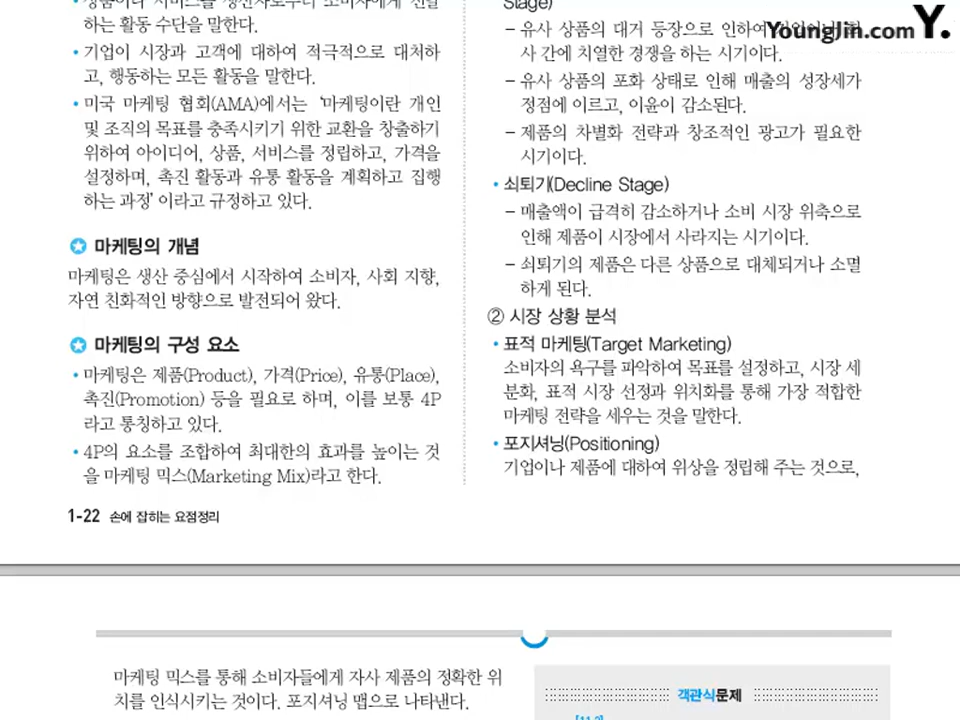 하는 활동 수단을 말한다.
• 기업이 시장과 고객에 대하여 적극적으로 대처하
고, 행동하는 모든 활동을 말한다.
• 미국 마케팅 협회(AMA)에서는 ‘마케팅이란 개인
및 조직의 목표를 충족시키기 위한 교환을 창출하기
위하여 아이디어, 상품, 서비스를 정립하고, 가격을
설정하며, 촉진 활동과 유통 활동을 계획하고 집행
하는 과정’이라고 규정하고 있다.
마케팅의 개념
마케팅은 생산 중심에서 시작하여 소비자, 사회 지향,
자연 친화적인 방향으로 발전되어 왔다.
마케팅의 구성 요소
• 마케팅은 제품(Product), 가격(Price), 유통(Place),
촉진(Promotion) 등을 필요로 하며, 이를 보통 4P
라고 통칭하고 있다.
• 4P의 요소를 조합하여 최대한의 효과를 높이는 것
을 마케팅 믹스(Marketing Mix)라고 한다.
1-22 손에 잡히는 요점정리
Stage)
– 유사 상품의 대거 등장으로 인하여
사 간에 치열한 경쟁을 하는 시기이다.
– 유사 상품의 포화 상태로 인해 매출의 성장세가
정점에 이르고, 이윤이 감소된다.
– 제품의 차별화 전략과 창조적인 광고가 필요한
시기이다.
• 쇠퇴기(Decline Stage)
– 매출액이 급격히 감소하거나 소비 시장 위축으로
인해 제품이 시장에서 사라지는 시기이다.
– 쇠퇴기의 제품은 다른 상품으로 대체되거나 소멸
하게 된다.
② 시장 상황 분석
• 표적 마케팅(Target Marketing)
소비자의 욕구를 파악하여 목표를 설정하고, 시장 세
분화, 표적 시장 선정과 위치화를 통해 가장 적합한
마케팅 전략을 세우는 것을 말한다.
• 포지셔닝(Positioning)
기업이나 제품에 대하여 위상을 정립해 주는 것으로,
YoungJin.com Y.
마케팅 믹스를 통해 소비자들에게 자사 제품의 정확한 위
치를 인식시키는 것이다. 포지셔닝 맵으로 나타낸다.
객관식문제